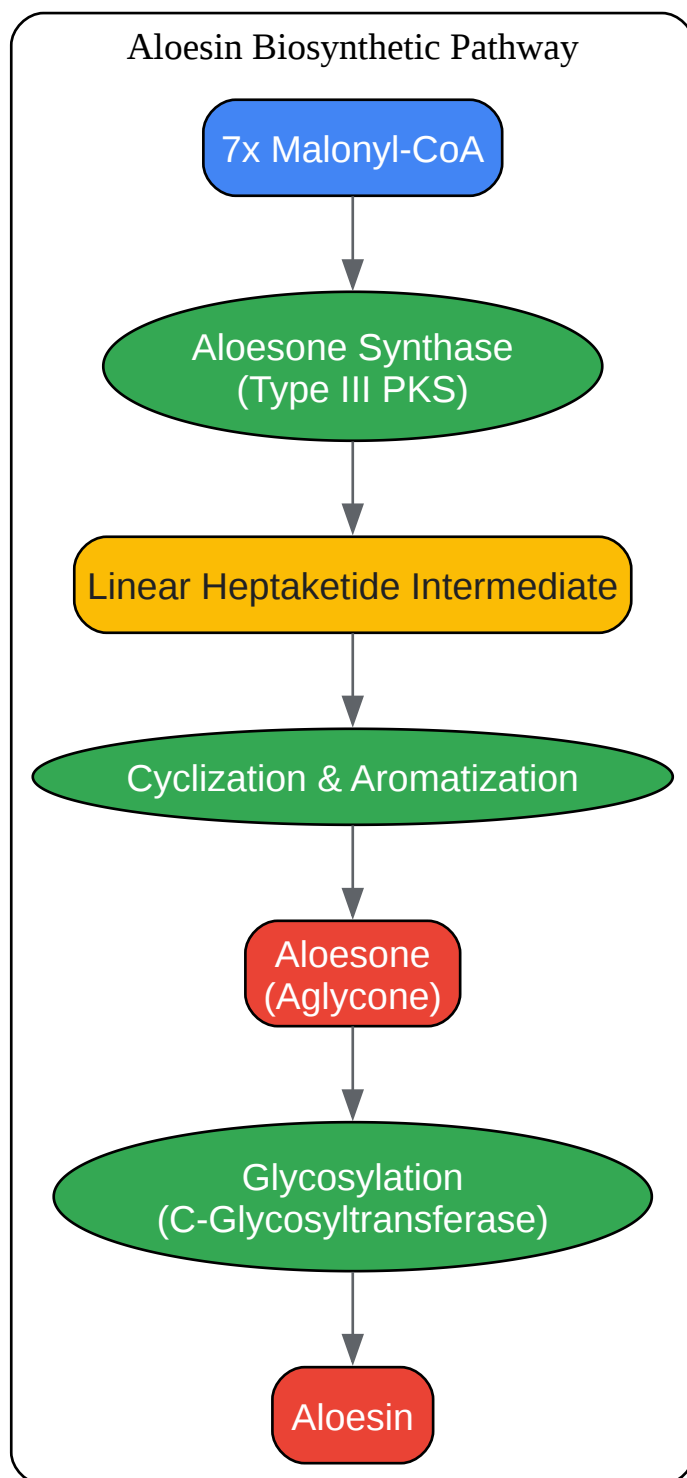 Aloesin Biosynthetic Pathway
7x Malonyl-CoA
Aloesone Synthase
(Type III PKS)
Linear Heptaketide Intermediate
Cyclization & Aromatization
Aloesone
(Aglycone)
Glycosylation
(C-Glycosyltransferase)
Aloesin